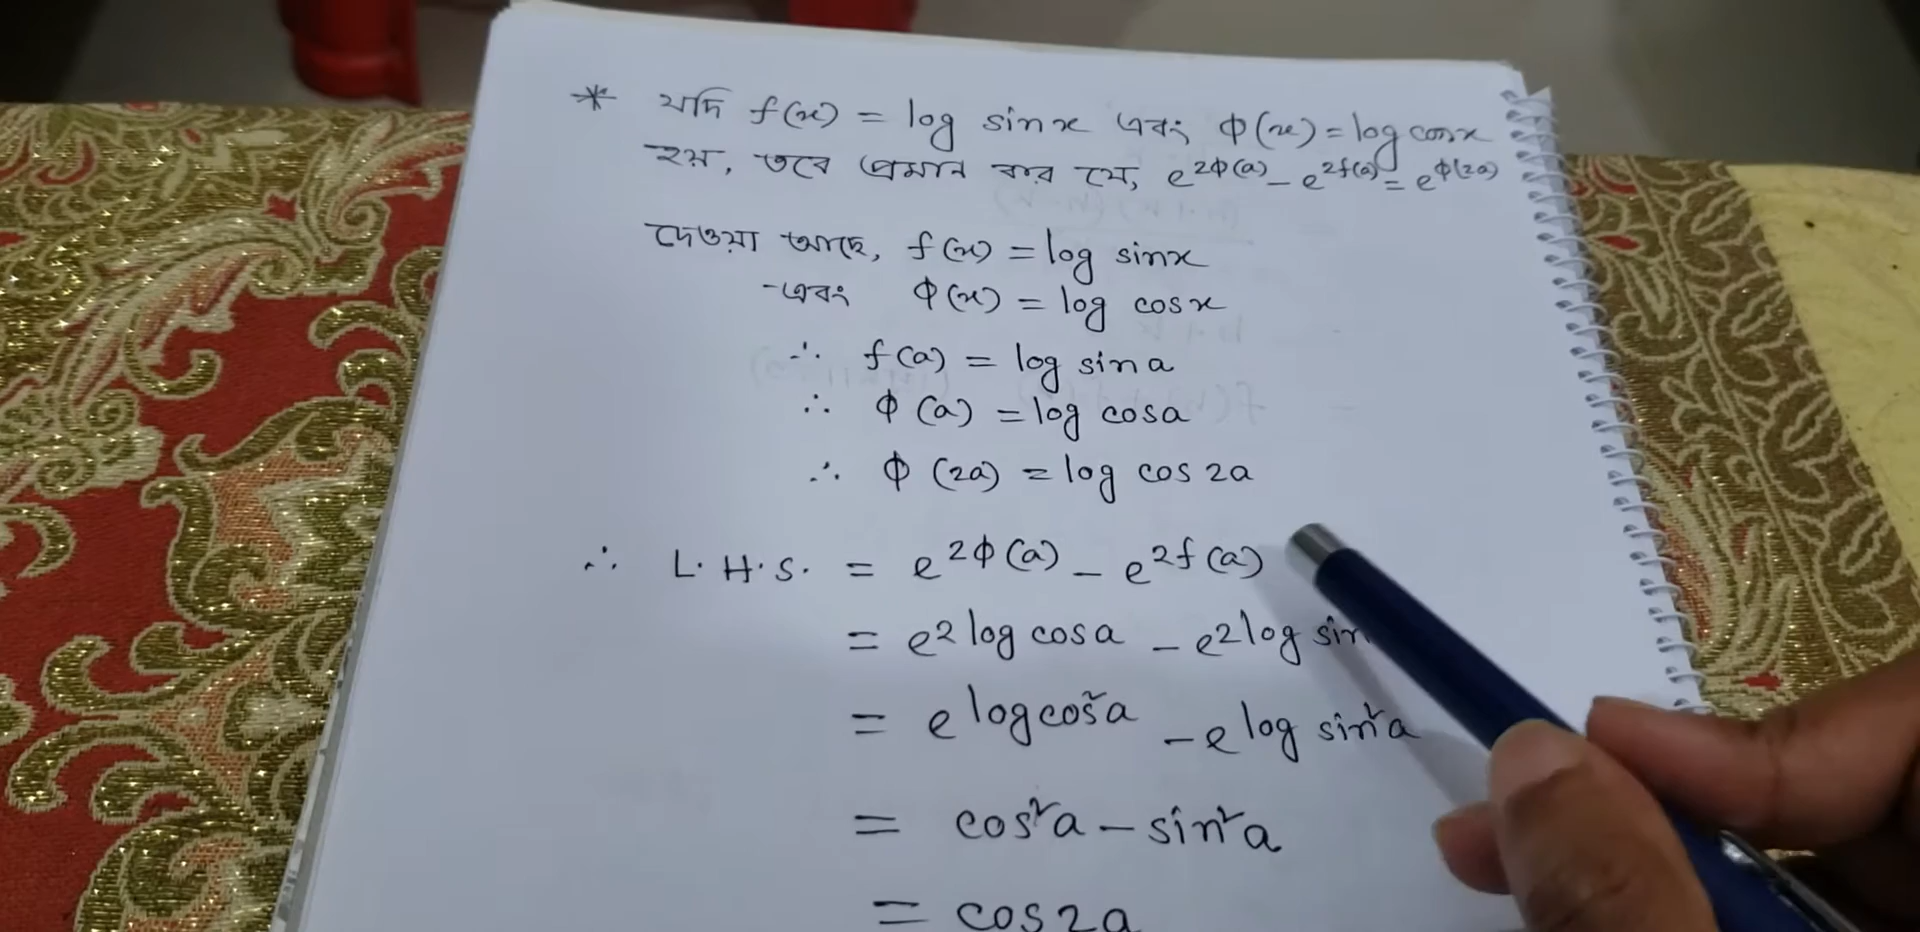 * যদি f(x) = log sinx এবং φ(x) = log cosx
হয়, তবে প্রমান কর যে, e^2φ(a) – e^2f(a) = e^φ(2a)
দেওয়া আছে, f(x) = log sinx
এবং φ(x) = log cosx
∴ f(a) = log sina
∴ φ(a) = log cosa
∴ φ(2a) = log cos2a
∴ L.H.S. = e^2φ(a) – e^2f(a)
= e^2 log cosa – e^2 log
= e^log cos²a – e^log sin²a
= cos²a – sin²a
= cos2a